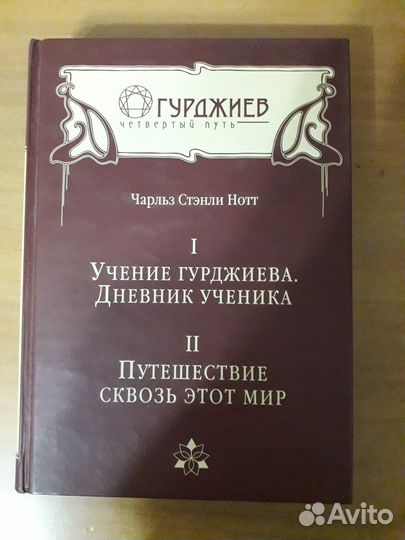 ГУРДЖИЕВ
четвертый путь
Чарльз Стэнли Нотт
I
Учение гурджиева.
Дневник ученика
II
Путешествие
сквозь этот мир
Avito